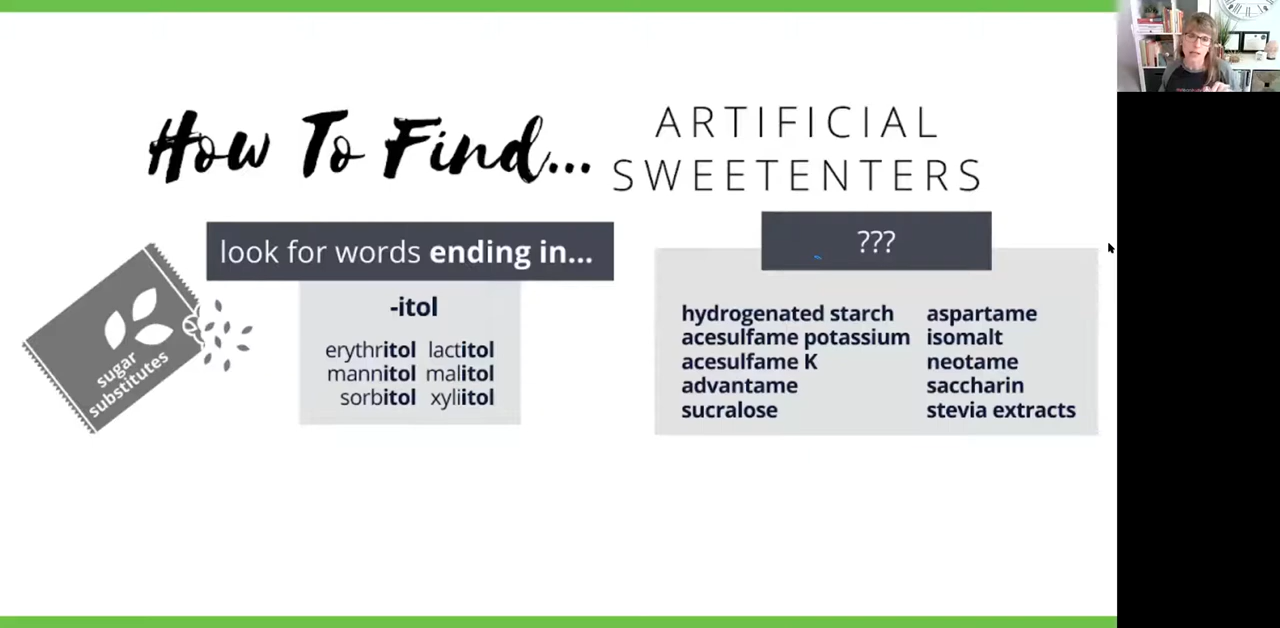 How To Find...
ARTIFICIAL
SWEETENTERS
look for words ending in...
-itol
erythritol lactitol
mannitol malitol
sorbitol xyliitol
sugar
substitutes
???
hydrogenated starch aspartame
acesulfame potassium isomalt
acesulfame K neotame
advantame saccharin
sucralose stevia extracts